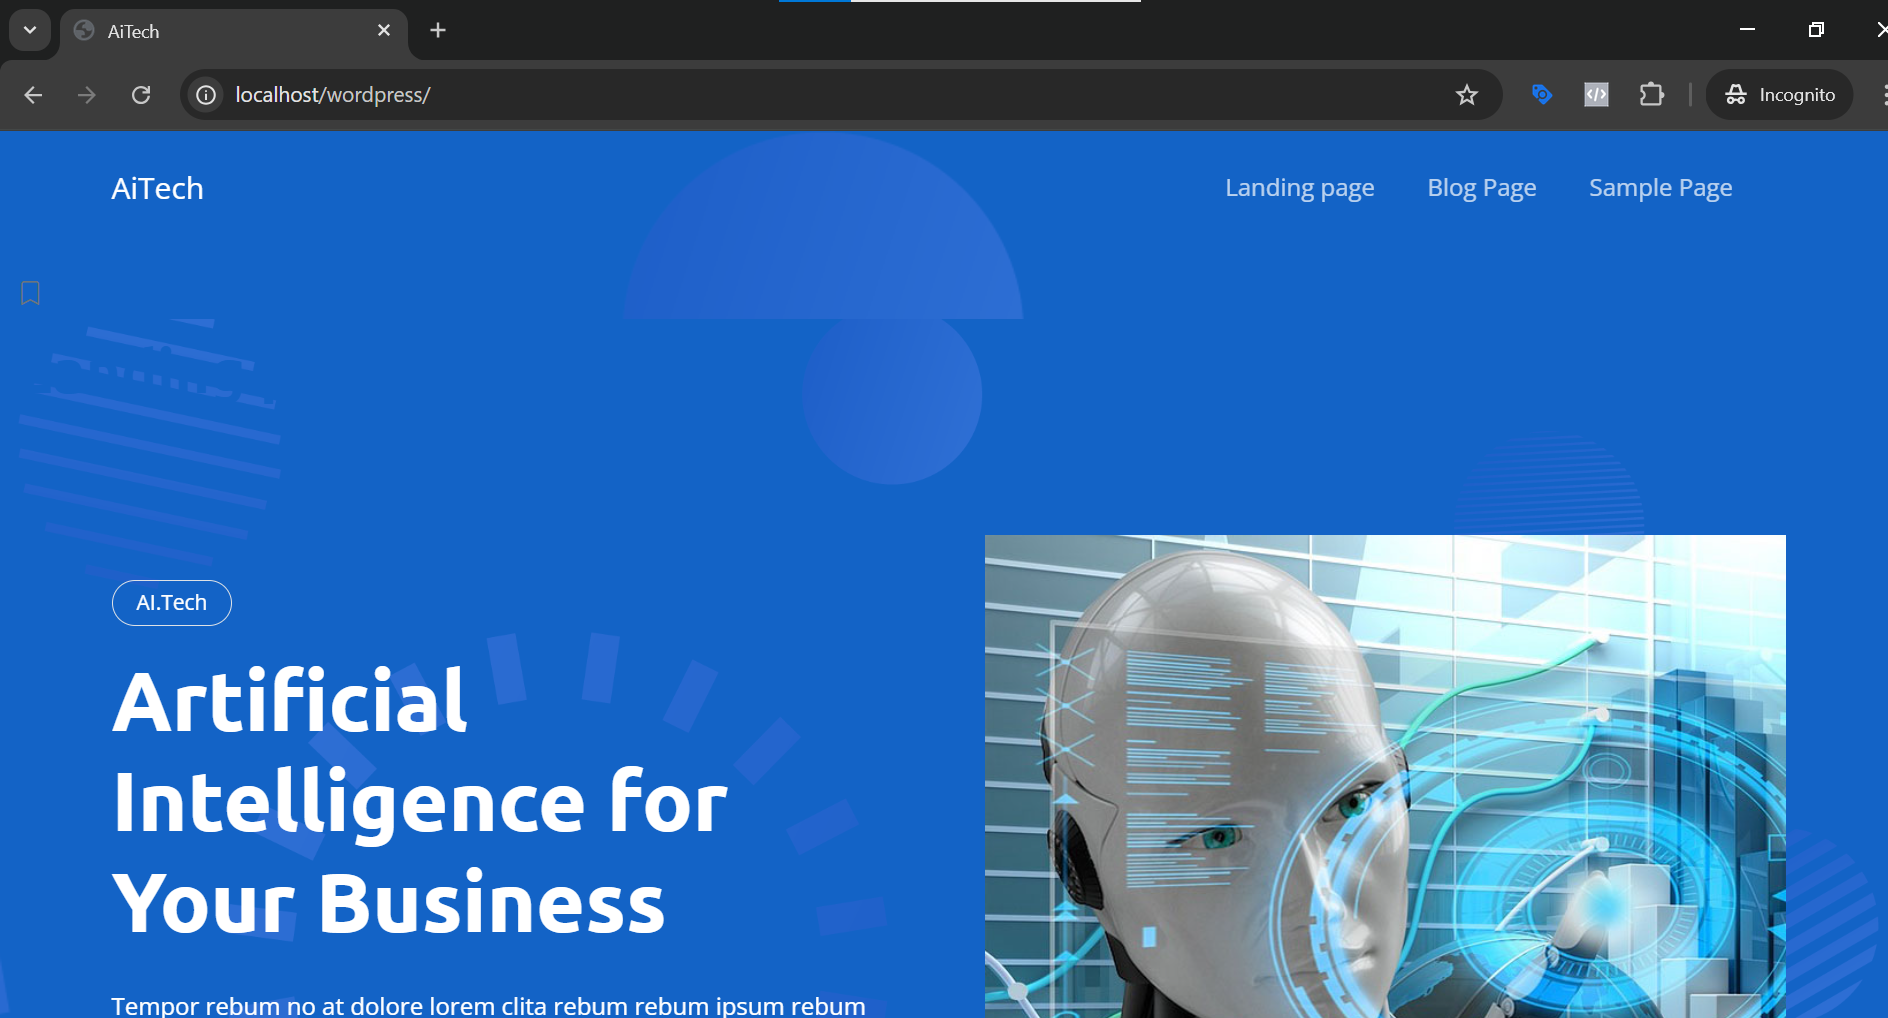 AiTech
localhost/wordpress/
Incognito
AiTech
Landing page
Blog Page
Sample Page
AI.Tech
Artificial
Intelligence for
Your Business
Tempor rebum no at dolore lorem clita rebum rebum ipsum rebum